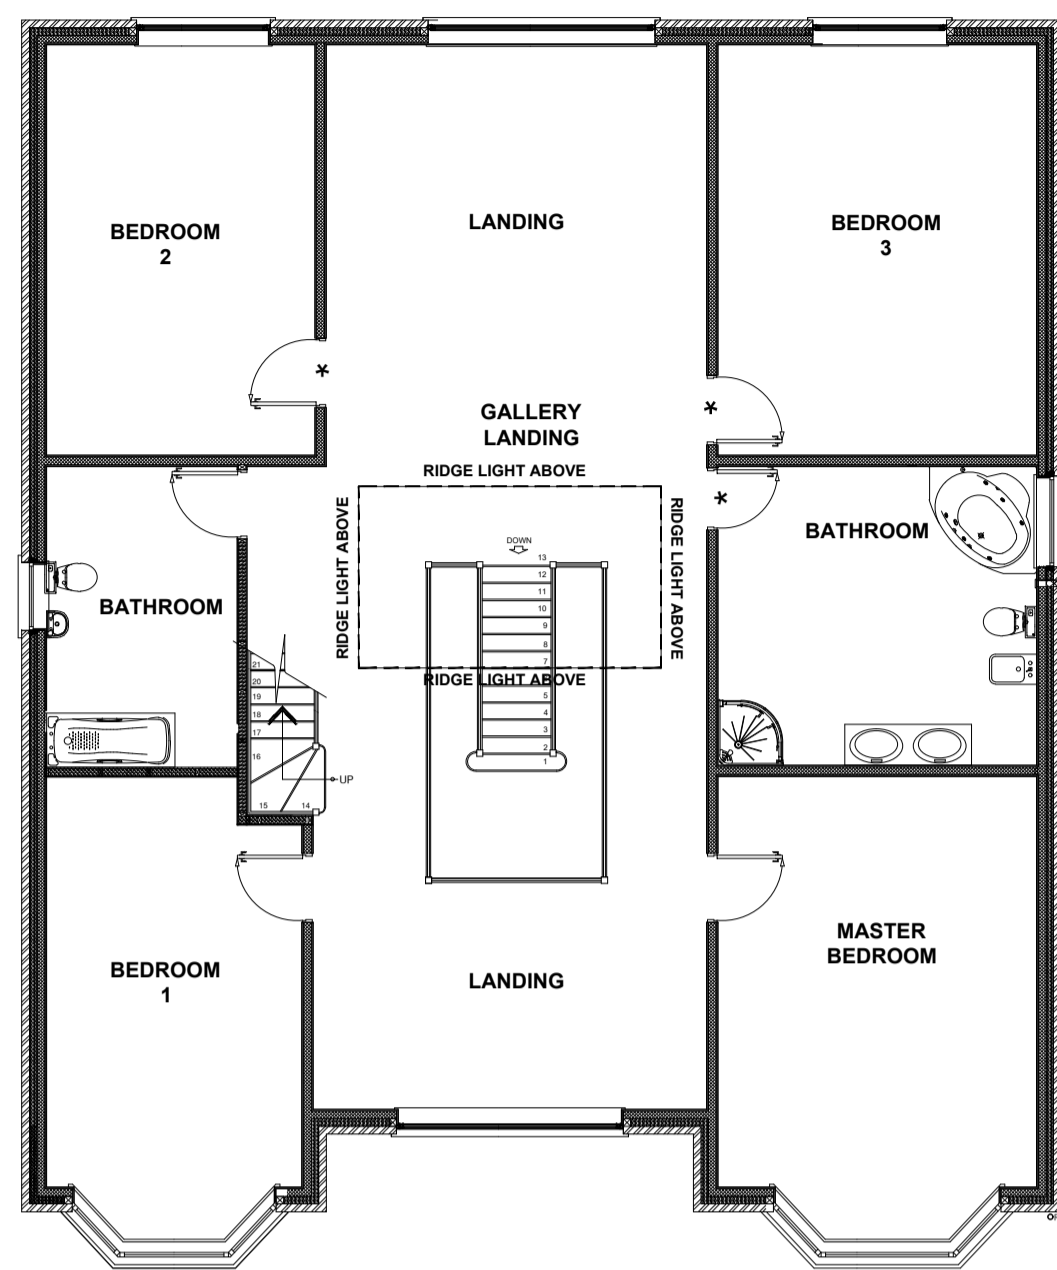 BEDROOM
2
LANDING
BEDROOM
3
*
*
GALLERY
LANDING
RIDGE LIGHT ABOVE
*
RIDGE LIGHT ABOVE
RIDGE LIGHT ABOVE
BATHROOM
DOWN
13
12
11
10
9
8
7
BATHROOM
RIDGE LIGHT ABOVE
5
4
3
2
1
21
20
19
18
17
16
15
14
UP
BEDROOM
1
LANDING
MASTER
BEDROOM